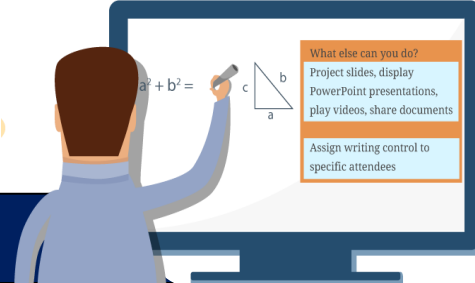 a² + b² =
c
b
a
What else can you do?
Project slides, display
PowerPoint presentations,
play videos, share documents
Assign writing control to
specific attendees